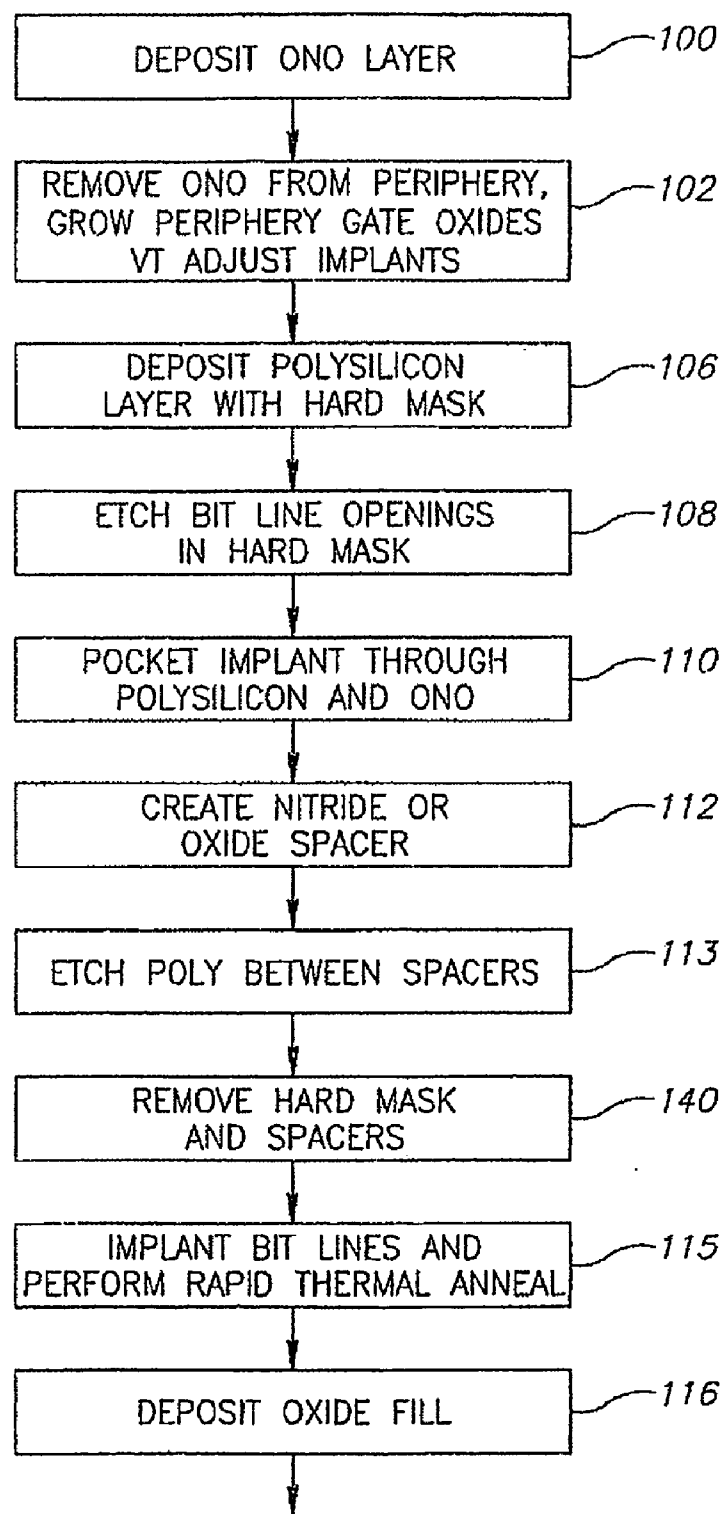 DEPOSIT ONO LAYER
100
REMOVE ONO FROM PERIPHERY,
GROW PERIPHERY GATE OXIDES
VT ADJUST IMPLANTS
102
DEPOSIT POLYSILICON
LAYER WITH HARD MASK
106
ETCH BIT LINE OPENINGS
IN HARD MASK
108
POCKET IMPLANT THROUGH
POLYSILICON AND ONO
110
CREATE NITRIDE OR
OXIDE SPACER
112
ETCH POLY BETWEEN SPACERS
113
REMOVE HARD MASK
AND SPACERS
140
IMPLANT BIT LINES AND
PERFORM RAPID THERMAL ANNEAL
115
DEPOSIT OXIDE FILL
116